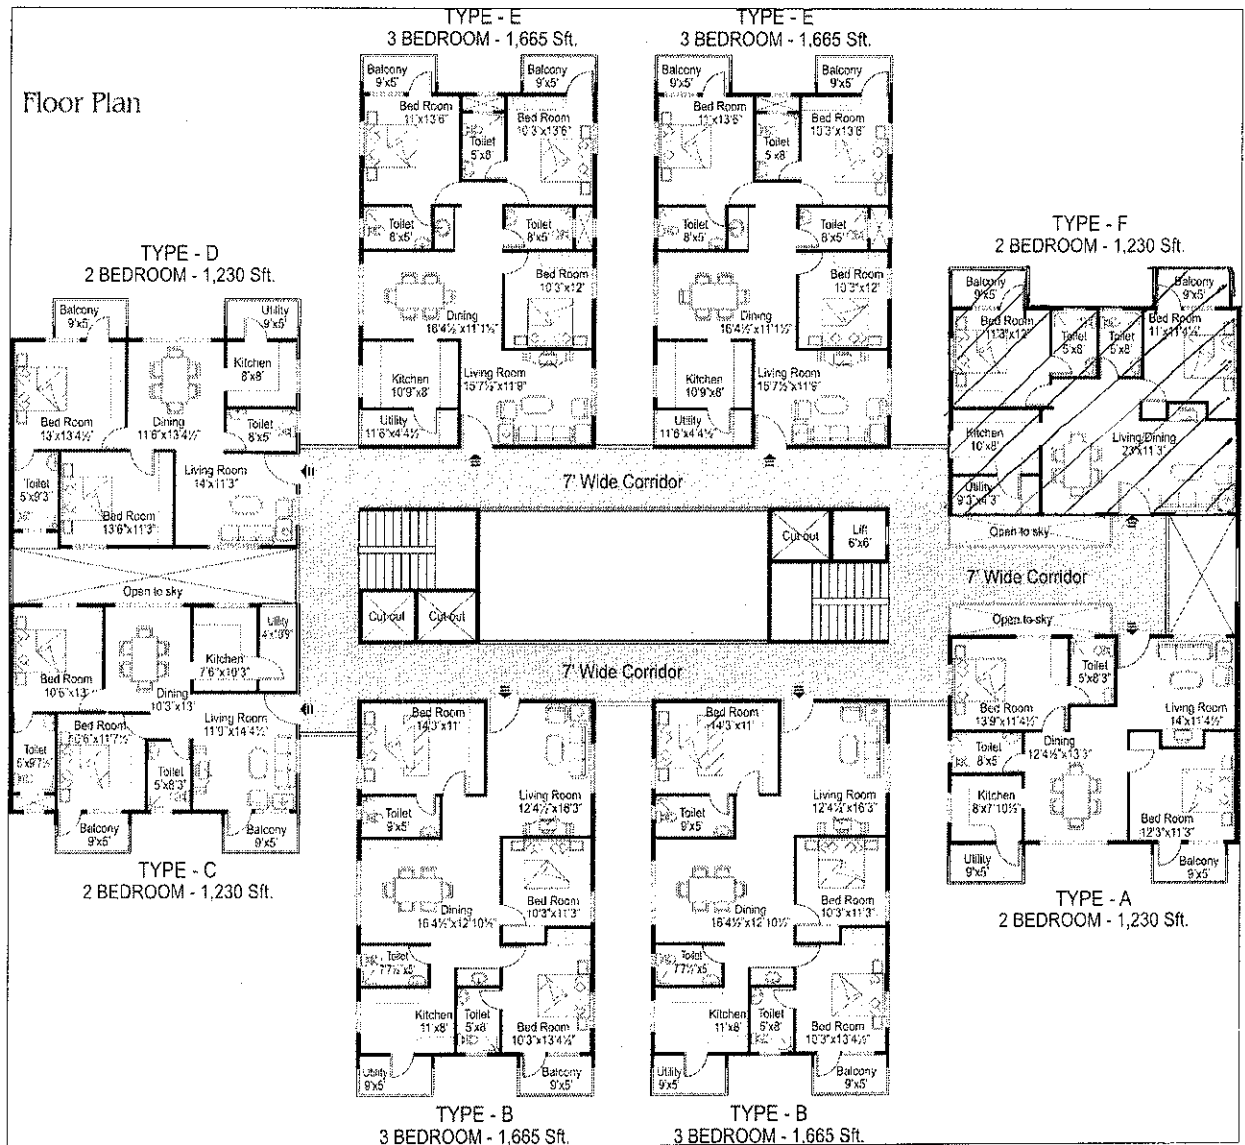 Floor Plan
TYPE - E
3 BEDROOM - 1,665 Sft.
Balcony
9'x5'
Balcony
9'x5'
Bed Room
11'x13'6"
Toilet
5'x8'
Bed Room
10'3"x13'6"
Toilet
8'x5'
Toilet
8'x5'
Bed Room
10'3"x12'
Dining
16'4½"x11'1½"
Kitchen
10'9"x8'
Living Room
15'7½"x11'9"
Utility
11'6"x4'4½"
TYPE - E
3 BEDROOM - 1,665 Sft.
Balcony
9'x5'
Balcony
9'x5'
Bed Room
11'x13'6"
Toilet
5'x8'
Bed Room
10'3"x13'6"
Toilet
8'x5'
Toilet
8'x5'
Bed Room
10'3"x12'
Dining
16'4½"x11'1½"
Kitchen
10'9"x8'
Living Room
15'7½"x11'9"
Utility
11'6"x4'4½"
TYPE - D
2 BEDROOM - 1,230 Sft.
Balcony
9'x5'
Utility
9'x5'
Kitchen
8'x8'
Bed Room
13'x13'4½"
Dining
11'6"x13'4½"
Toilet
8'x5'
Toilet
5'x9'3"
Living Room
14'x11'3"
Bed Room
13'6"x11'3"
TYPE - F
2 BEDROOM - 1,230 Sft.
Balcony
9'x5'
Balcony
9'x5'
Bed Room
Toilet
5'x8'
Toilet
5'x8'
Bed Room
11'x11'4½"
Kitchen
10'x8'
Living/Dining
23'x11'3"
Utility
9'3"x4'3"
7' Wide Corridor
Cut out
Lift
6'x6'
Open to sky
7' Wide Corridor
Open to sky
Open to sky
Cut out
Cut out
7' Wide Corridor
Utility
4'x10'9"
Kitchen
7'6"x10'3"
Bed Room
10'6"x13'
Dining
10'3"x13'
Bed Room
Living Room
11'9"x14'4½"
Toilet
Toilet
5'x8'3"
Balcony
9'x5'
Balcony
9'x5'
TYPE - C
2 BEDROOM - 1,230 Sft.
Bed Room
14'3"x11'
Living Room
12'4½"x16'3"
Toilet
9'x5'
Bed Room
10'3"x11'3"
Dining
16'4½"x12'10½"
Toilet
7'7½"x5'
Kitchen
11'x8'
Toilet
5'x8'
Bed Room
10'3"x13'4½"
Utility
9'x5'
Balcony
9'x5'
TYPE - B
3 BEDROOM - 1,665 Sft.
Bed Room
14'3"x11'
Living Room
12'4½"x16'3"
Toilet
9'x5'
Bed Room
10'3"x11'3"
Dining
16'4½"x12'10½"
Toilet
7'7½"x5'
Kitchen
11'x8'
Toilet
5'x8'
Bed Room
10'3"x13'4½"
Utility
9'x5'
Balcony
9'x5'
TYPE - B
3 BEDROOM - 1,665 Sft.
Toilet
5'x8'3"
Bed Room
13'9"x11'4½"
Living Room
14'x11'4½"
Toilet
8'x5'
Dining
12'4½"x13'3"
Kitchen
8'x7'10½"
Bed Room
12'3"x11'3"
Utility
9'x5'
Balcony
9'x5'
TYPE - A
2 BEDROOM - 1,230 Sft.